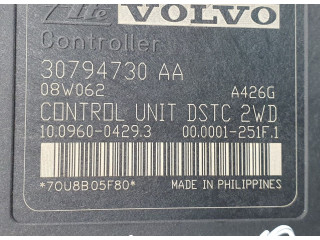 Ate VOLVO
Controller
30794730 AA
08W062 A426G
CONTROL UNIT DSTC 2WD
10.0960-0429.3 00.0001-251F.1
*70U8B05F80* MADE IN PHILIPPINES